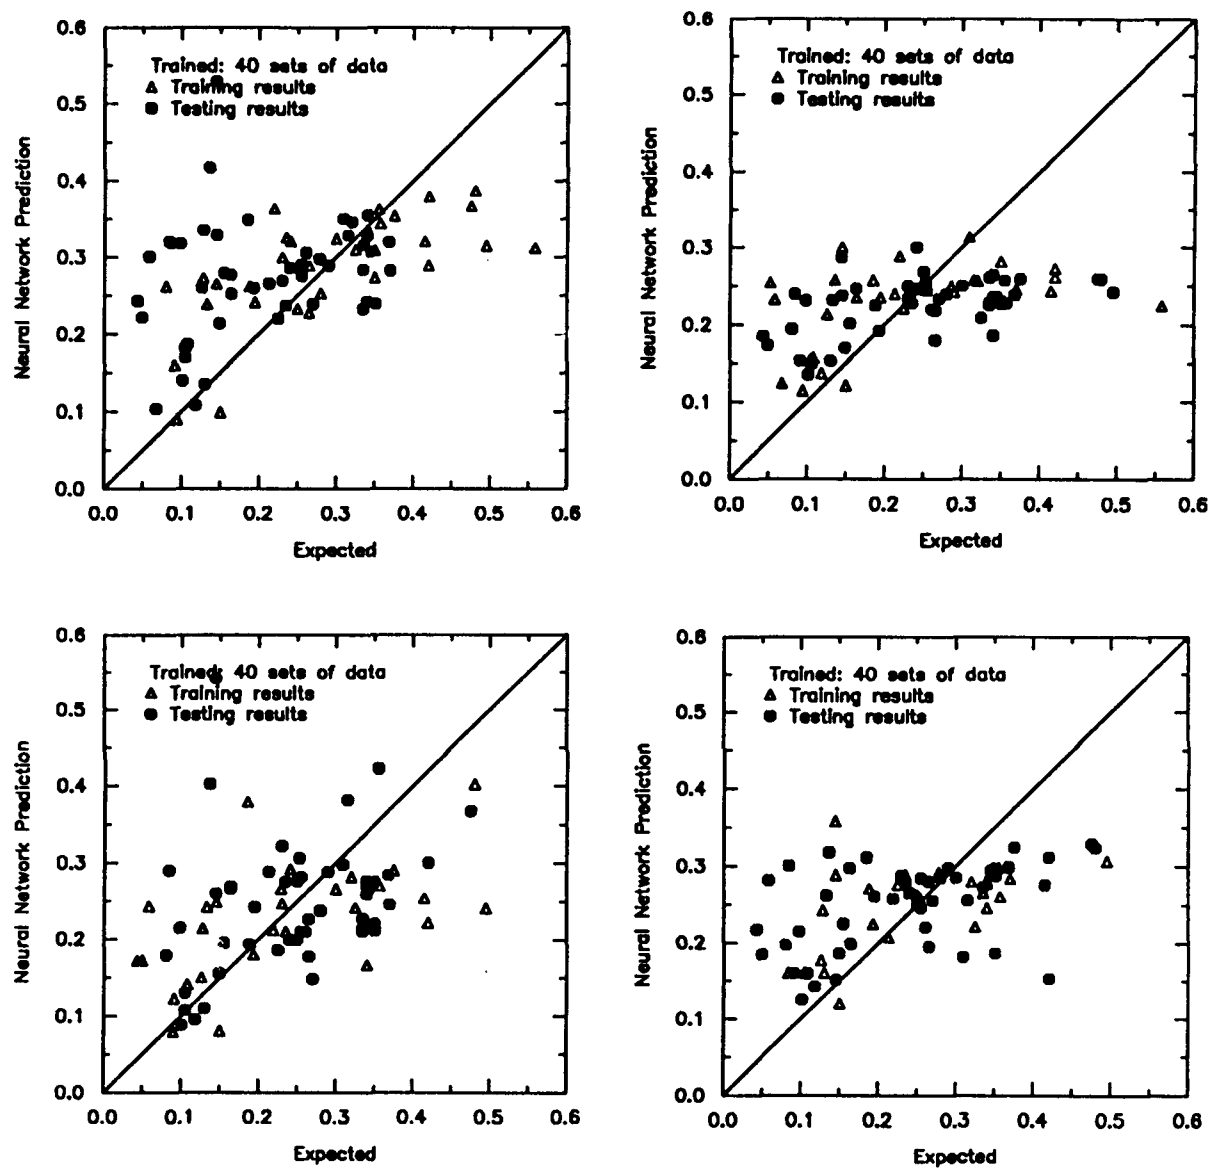 0.6
Trained: 40 sets of data
Training results
Testing results
0.5
0.4
0.3
0.2
0.1
0.0
Neural Network Prediction
0.0 0.1 0.2 0.3 0.4 0.5 0.6
Expected
0.6
Trained: 40 sets of data
Training results
Testing results
0.5
0.4
0.3
0.2
0.1
0.0
Neural Network Prediction
0.0 0.1 0.2 0.3 0.4 0.5 0.6
Expected
0.6
Trained: 40 sets of data
Training results
Testing results
0.5
0.4
0.3
0.2
0.1
0.0
Neural Network Prediction
0.0 0.1 0.2 0.3 0.4 0.5 0.6
Expected
0.6
Trained: 40 sets of data
Training results
Testing results
0.5
0.4
0.3
0.2
0.1
0.0
Neural Network Prediction
0.0 0.1 0.2 0.3 0.4 0.5 0.6
Expected